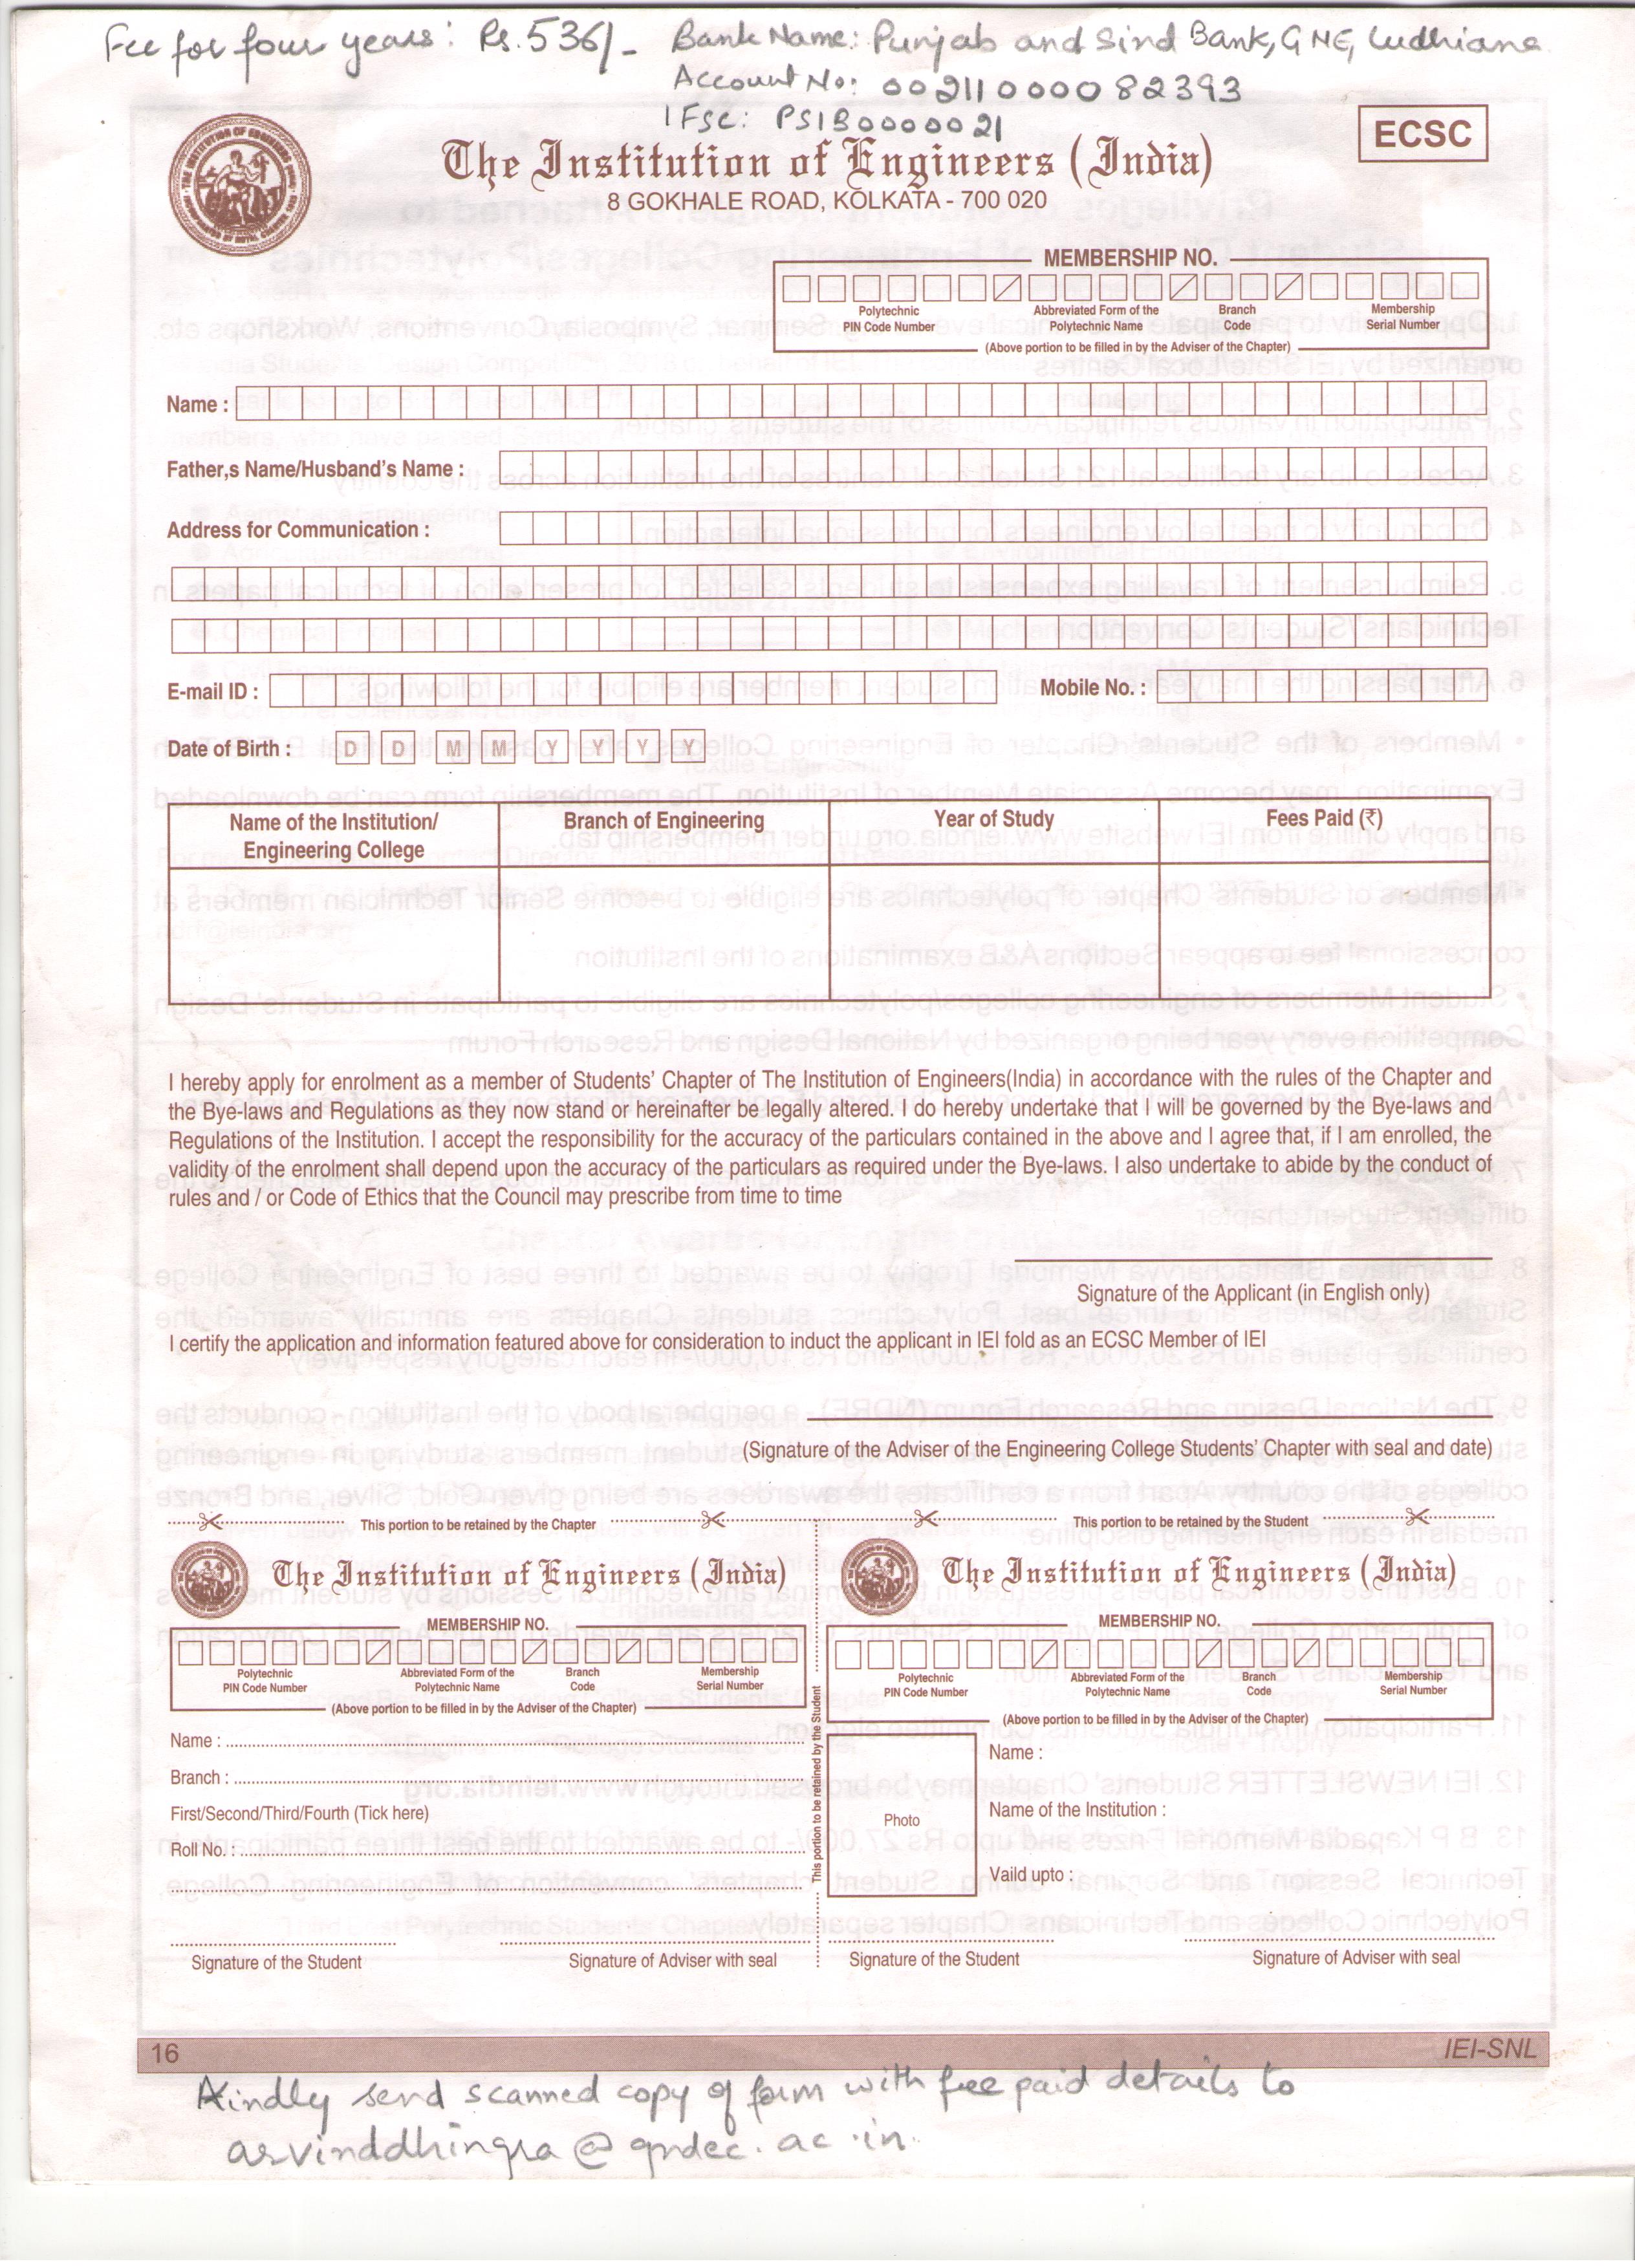 Fee for four years: Rs.536/- Bank Name: Punjab and Sind Bank, GNE, Ludhiana
Account No: 00211000082393
IFSC: PSIB0000021
ECSC
The Institution of Engineers (India)
8 GOKHALE ROAD, KOLKATA - 700 020
MEMBERSHIP NO.
Polytechnic PIN Code Number
Abbreviated Form of the Polytechnic Name
Branch Code
Membership Serial Number
(Above portion to be filled in by the Adviser of the Chapter)
Name :
Father,s Name/Husband's Name :
Address for Communication :
E-mail ID : Mobile No. :
Date of Birth : D D M M Y Y Y Y
Name of the Institution/ Engineering College
Branch of Engineering
Year of Study
Fees Paid (₹)
I hereby apply for enrolment as a member of Students' Chapter of The Institution of Engineers(India) in accordance with the rules of the Chapter and
the Bye-laws and Regulations as they now stand or hereinafter be legally altered. I do hereby undertake that I will be governed by the Bye-laws and
Regulations of the Institution. I accept the responsibility for the accuracy of the particulars contained in the above and I agree that, if I am enrolled, the
validity of the enrolment shall depend upon the accuracy of the particulars as required under the Bye-laws. I also undertake to abide by the conduct of
rules and / or Code of Ethics that the Council may prescribe from time to time
Signature of the Applicant (in English only)
I certify the application and information featured above for consideration to induct the applicant in IEI fold as an ECSC Member of IEI
(Signature of the Adviser of the Engineering College Students' Chapter with seal and date)
This portion to be retained by the Chapter
The Institution of Engineers (India)
MEMBERSHIP NO.
Polytechnic PIN Code Number
Abbreviated Form of the Polytechnic Name
Branch Code
Membership Serial Number
(Above portion to be filled in by the Adviser of the Chapter)
Name :
Branch :
First/Second/Third/Fourth (Tick here)
Roll No. :
Signature of the Student
Signature of Adviser with seal
This portion to be retained by the Student
This portion to be retained by the Student
The Institution of Engineers (India)
MEMBERSHIP NO.
Polytechnic PIN Code Number
Abbreviated Form of the Polytechnic Name
Branch Code
Membership Serial Number
(Above portion to be filled in by the Adviser of the Chapter)
Photo
Name :
Name of the Institution :
Vaild upto :
Signature of the Student
Signature of Adviser with seal
16
IEI-SNL
Kindly send scanned copy of form with fee paid details to
arvinddhingra@gndec.ac.in.